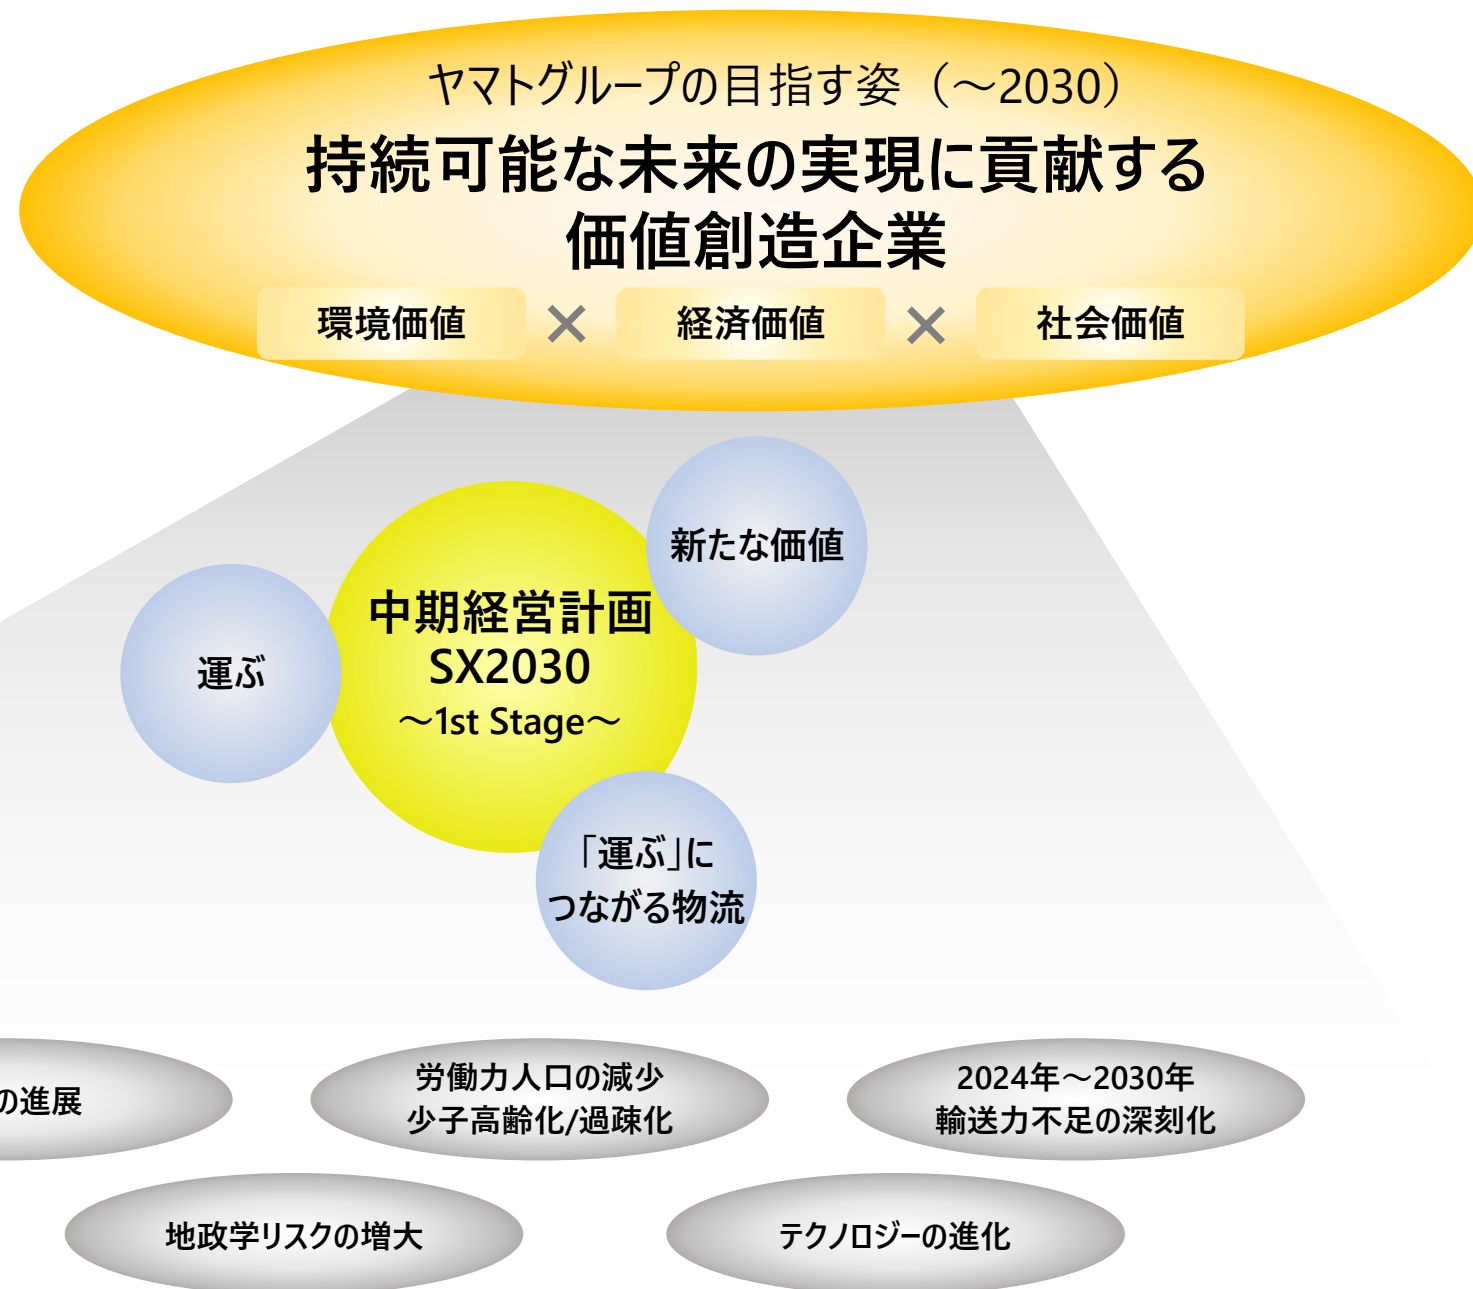 ヤマトグループの目指す姿（～2030）
持続可能な未来の実現に貢献する
価値創造企業
環境価値 × 経済価値 × 社会価値
新たな価値
運ぶ
中期経営計画
SX2030
～1st Stage～
「運ぶ」に
つながる物流
の進展
労働力人口の減少
少子高齢化/過疎化
2024年～2030年
輸送力不足の深刻化
地政学リスクの増大
テクノロジーの進化